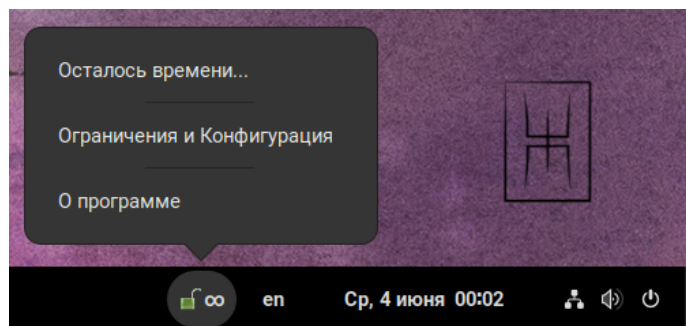 Осталось времени...
Ограничения и Конфигурация
О программе
∞ en Ср, 4 июня 00:02